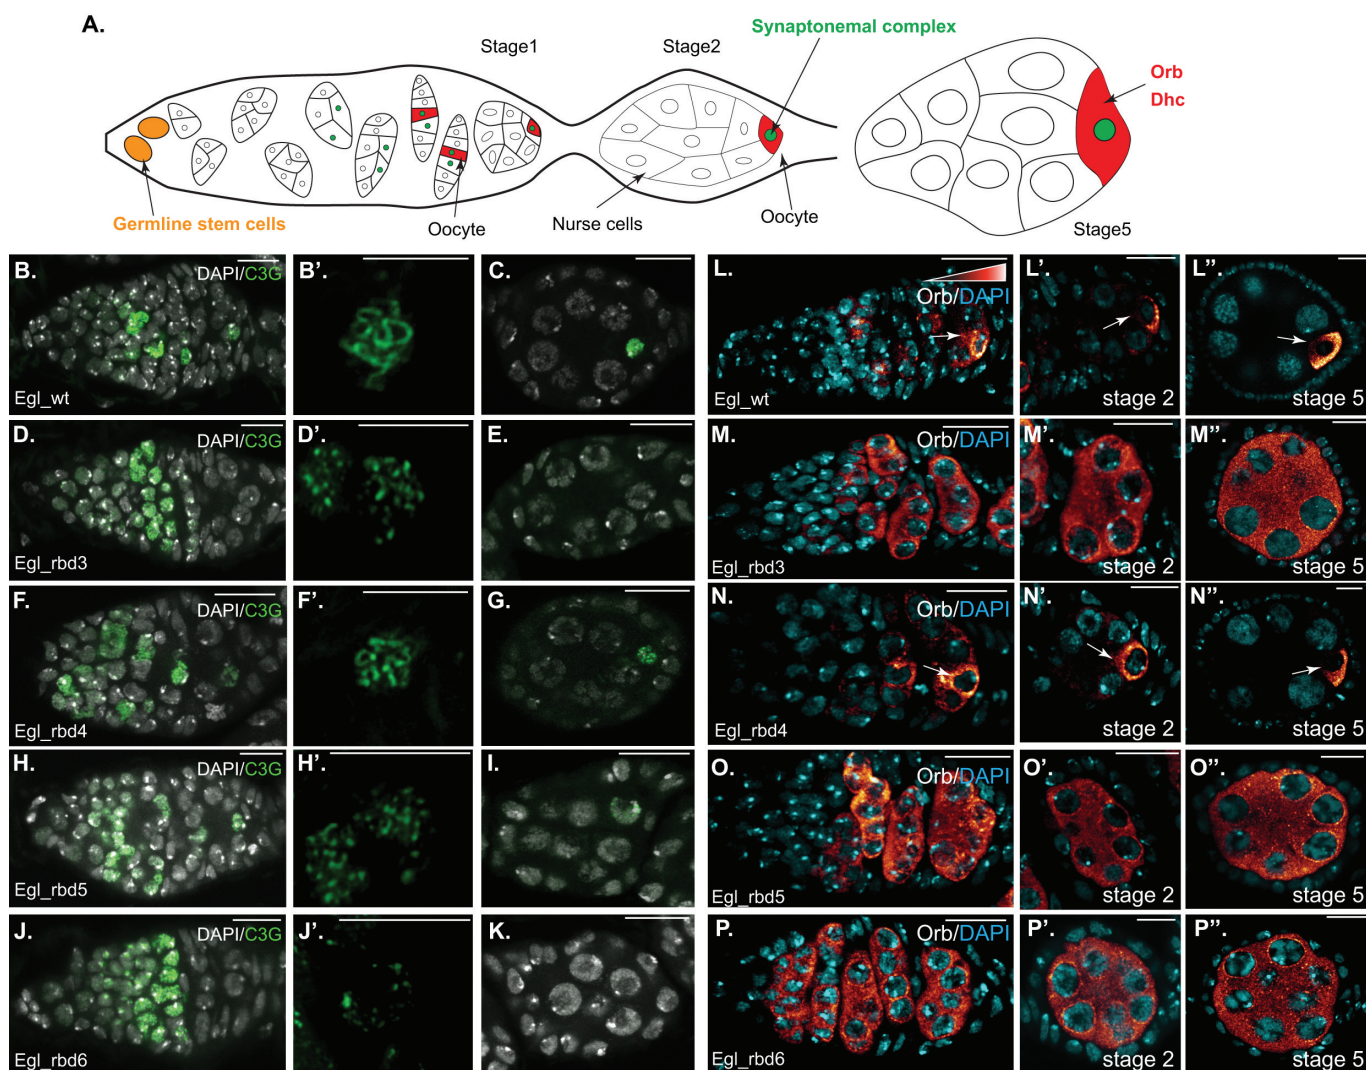 A.
Stage1
Stage2
Synaptonemal complex
Orb
Dhc
Germline stem cells
Oocyte
Nurse cells
Oocyte
Stage5
B.
DAPI/C3G
Egl_wt
B’.
C.
L.
Orb/DAPI
Egl_wt
L’.
stage 2
L”.
stage 5
D.
DAPI/C3G
Egl_rbd3
D’.
E.
M.
Orb/DAPI
Egl_rbd3
M’.
stage 2
M”.
stage 5
F.
DAPI/C3G
Egl_rbd4
F’.
G.
N.
Orb/DAPI
Egl_rbd4
N’.
stage 2
N”.
stage 5
H.
DAPI/C3G
Egl_rbd5
H’.
I.
O.
Orb/DAPI
Egl_rbd5
O’.
stage 2
O”.
stage 5
J.
DAPI/C3G
Egl_rbd6
J’.
K.
P.
Orb/DAPI
Egl_rbd6
P’.
stage 2
P”.
stage 5